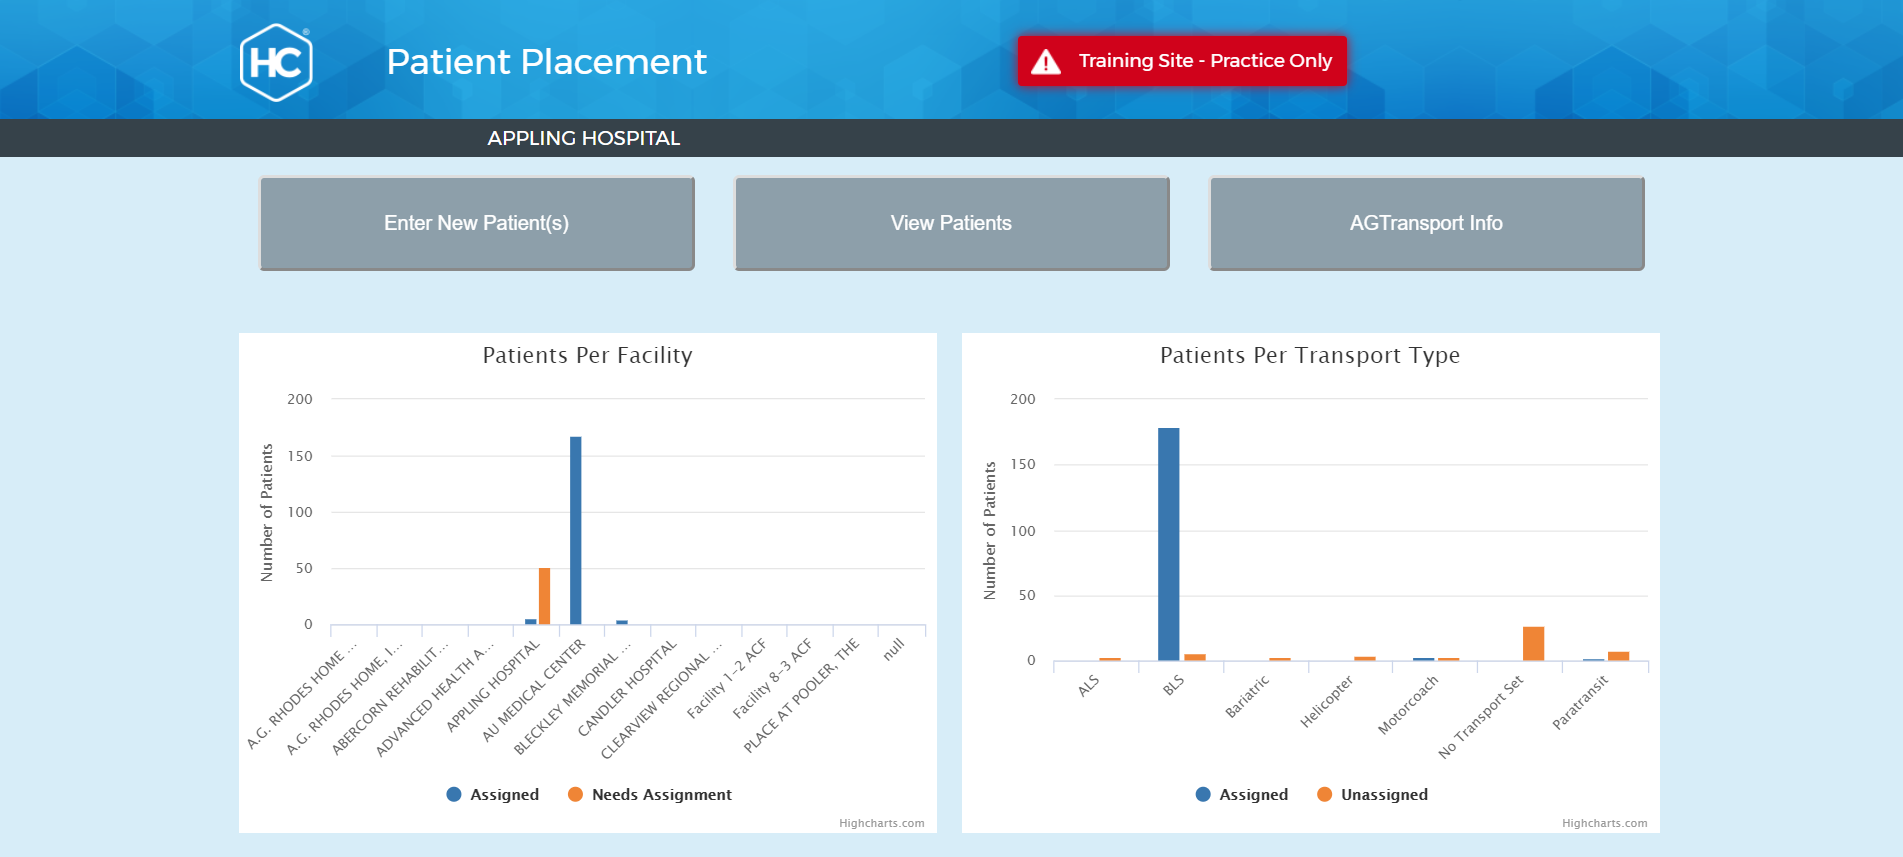 HC®
Patient Placement
Training Site - Practice Only
APPLING HOSPITAL
Enter New Patient(s)
View Patients
AGTransport Info
Patients Per Facility
Number of Patients
200
150
100
50
0
A.G. RHODES HOME ...
A.G. RHODES HOME, I...
ABERCORN REHABILIT...
ADVANCED HEALTH A...
APPLING HOSPITAL
AU MEDICAL CENTER
BLECKLEY MEMORIAL ...
CANDLER HOSPITAL
CLEARVIEW REGIONAL ...
Facility 1-2 ACF
Facility 8-3 ACF
PLACE AT POOLER, THE
null
Assigned
Needs Assignment
Highcharts.com
Patients Per Transport Type
Number of Patients
200
150
100
50
0
ALS
BLS
Bariatric
Helicopter
Motorcoach
No Transport Set
Paratransit
Assigned
Unassigned
Highcharts.com